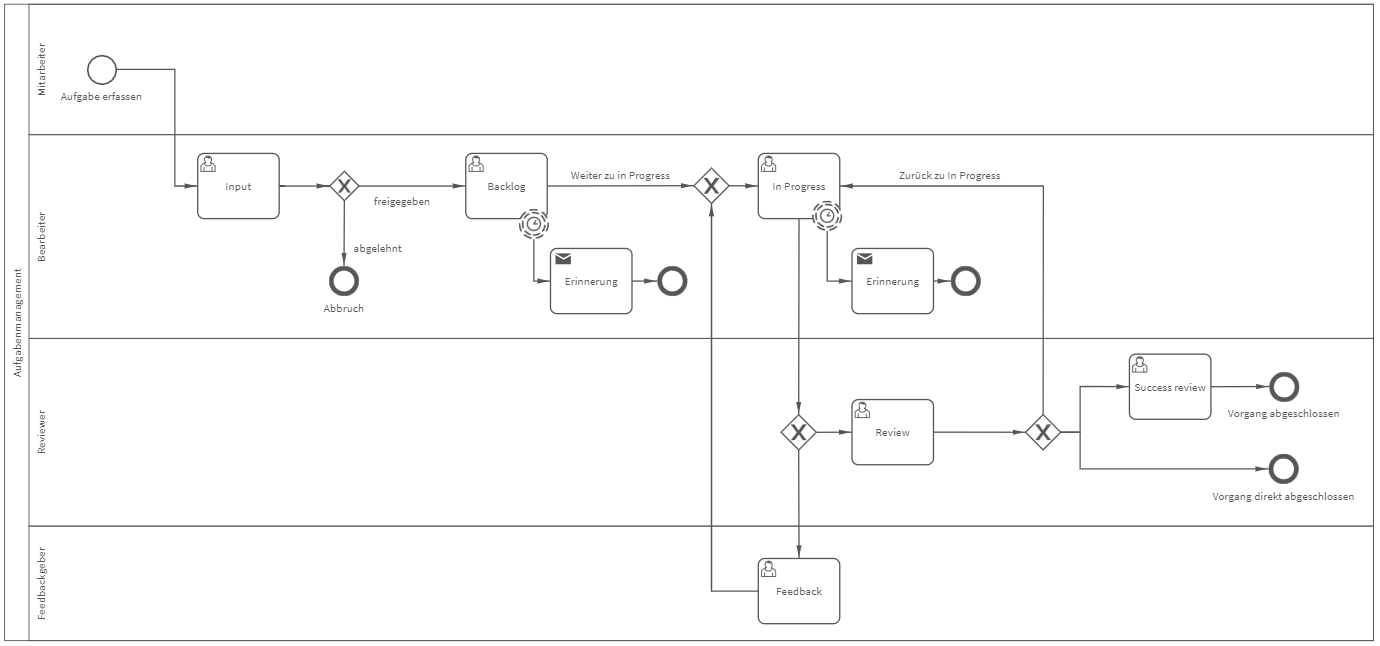 Aufgabenmanagement
Mitarbeiter
Aufgabe erfassen
Bearbeiter
Input
freigegeben
abgelehnt
Abbruch
Backlog
Weiter zu in Progress
Erinnerung
In Progress
Zurück zu In Progress
Erinnerung
Reviewer
Review
Success review
Vorgang abgeschlossen
Vorgang direkt abgeschlossen
Feedbackgeber
Feedback